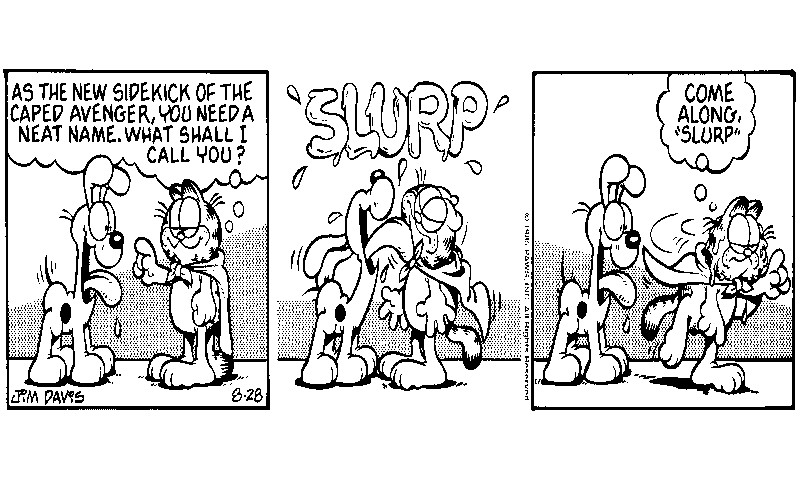 AS THE NEW SIDEKICK OF THE
CAPED AVENGER, YOU NEED A
NEAT NAME. WHAT SHALL I
CALL YOU?
JIM DAVIS
8-28
SLURP
COME
ALONG,
"SLURP"